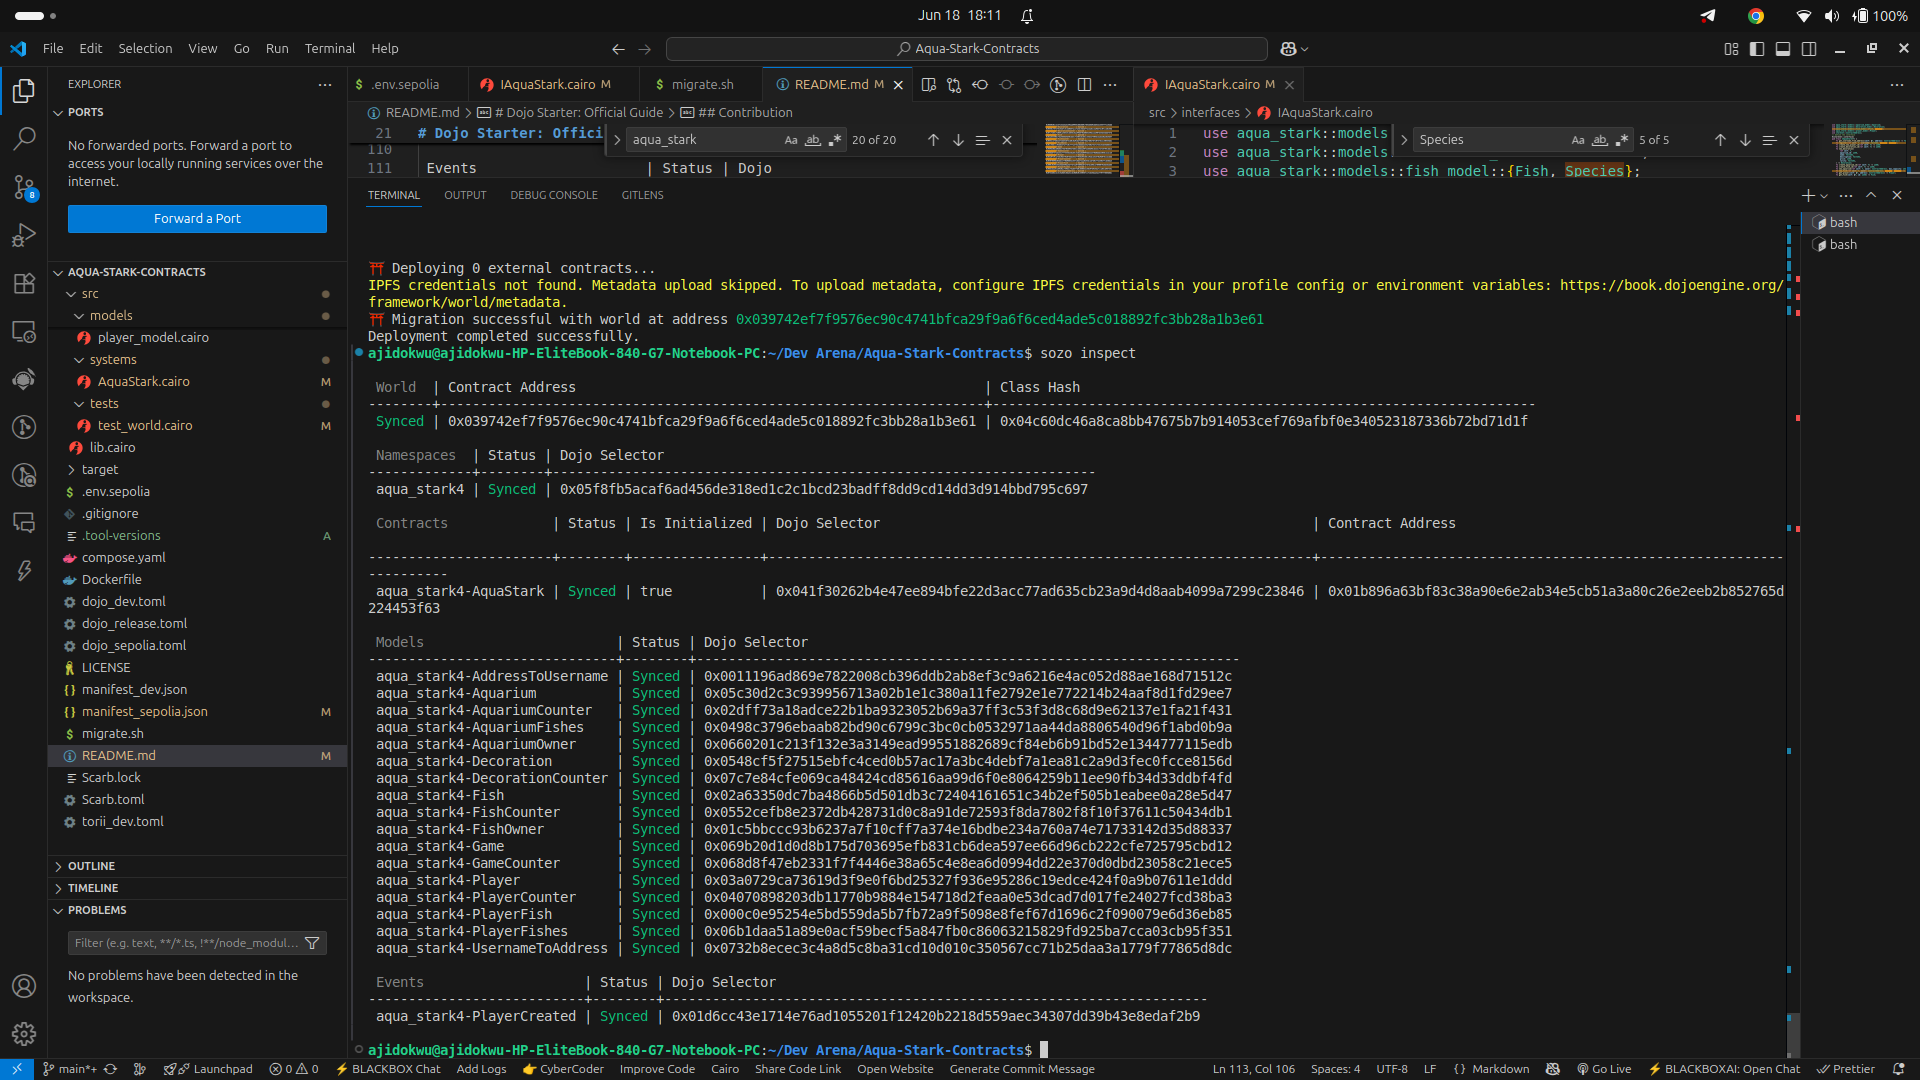 Jun 18 18:11
100%
File Edit Selection View Go Run Terminal Help
Aqua-Stark-Contracts
EXPLORER
PORTS
No forwarded ports. Forward a port to
access your locally running services over the
internet.
Forward a Port
8
AQUA-STARK-CONTRACTS
src
models
player_model.cairo
systems
AquaStark.cairo M
tests
test_world.cairo M
lib.cairo
target
.env.sepolia
.gitignore
.tool-versions A
compose.yaml
Dockerfile
dojo_dev.toml
dojo_release.toml
dojo_sepolia.toml
LICENSE
manifest_dev.json
manifest_sepolia.json M
migrate.sh
README.md M
Scarb.lock
Scarb.toml
torii_dev.toml
OUTLINE
TIMELINE
PROBLEMS
Filter (e.g. text, **/*.ts, !**/node_modul...
No problems have been detected in the
workspace.
.env.sepolia IAquaStark.cairo M migrate.sh README.md M
README.md > # Dojo Starter: Official Guide > ## Contribution
21 # Dojo Starter: Offici
110
111 Events | Status | Dojo
aqua_stark Aa ab 20 of 20
IAquaStark.cairo M
src > interfaces > IAquaStark.cairo
1 use aqua_stark::models
2 use aqua_stark::models
3 use aqua_stark::models::fish_model::{Fish, Species};
Species Aa ab 5 of 5
TERMINAL OUTPUT DEBUG CONSOLE GITLENS
bash
bash
⛩️ Deploying 0 external contracts...
IPFS credentials not found. Metadata upload skipped. To upload metadata, configure IPFS credentials in your profile config or environment variables: https://book.dojoengine.org/
framework/world/metadata.
⛩️ Migration successful with world at address 0x039742ef7f9576ec90c4741bfca29f9a6f6ced4ade5c018892fc3bb28a1b3e61
Deployment completed successfully.
ajidokwu@ajidokwu-HP-EliteBook-840-G7-Notebook-PC:~/Dev Arena/Aqua-Stark-Contracts$ sozo inspect
World | Contract Address | Class Hash
Synced | 0x039742ef7f9576ec90c4741bfca29f9a6f6ced4ade5c018892fc3bb28a1b3e61 | 0x04c60dc46a8ca8bb47675b7b914053cef769afbf0e340523187336b72bd71d1f
Namespaces | Status | Dojo Selector
aqua_stark4 | Synced | 0x05f8fb5acaf6ad456de318ed1c2c1bcd23badff8dd9cd14dd3d914bbd795c697
Contracts | Status | Is Initialized | Dojo Selector | Contract Address
aqua_stark4-AquaStark | Synced | true | 0x041f30262b4e47ee894bfe22d3acc77ad635cb23a9d4d8aab4099a7299c23846 | 0x01b896a63bf83c38a90e6e2ab34e5cb51a3a80c26e2eeb2b852765d
224453f63
Models | Status | Dojo Selector
aqua_stark4-AddressToUsername | Synced | 0x0011196ad869e7822008cb396ddb2ab8ef3c9a6216e4ac052d88ae168d71512c
aqua_stark4-Aquarium | Synced | 0x05c30d2c3c939956713a02b1e1c380a11fe2792e1e772214b24aaf8d1fd29ee7
aqua_stark4-AquariumCounter | Synced | 0x02dff73a18adce22b1ba9323052b69a37ff3c53f3d8c68d9e62137e1fa21f431
aqua_stark4-AquariumFishes | Synced | 0x0498c3796ebaab82bd90c6799c3bc0cb0532971aa44da8806540d96f1abd0b9a
aqua_stark4-AquariumOwner | Synced | 0x0660201c213f132e3a3149ead99551882689cf84eb6b91bd52e1344777115edb
aqua_stark4-Decoration | Synced | 0x0548cf5f27515ebfc4ced0b57ac17a3bc4debf7a1ea81c2a9d3fec0fcce8156d
aqua_stark4-DecorationCounter | Synced | 0x07c7e84cfe069ca48424cd85616aa99d6f0e8064259b11ee90fb34d33ddbf4fd
aqua_stark4-Fish | Synced | 0x02a63350dc7ba4866b5d501db3c72404161651c34b2ef505b1eabee0a28e5d47
aqua_stark4-FishCounter | Synced | 0x0552cefb8e2372db428731d0c8a91de72593f8da7802f8f10f37611c50434db1
aqua_stark4-FishOwner | Synced | 0x01c5bbccc93b6237a7f10cff7a374e16bdbe234a760a74e71733142d35d88337
aqua_stark4-Game | Synced | 0x069b20d1d0d8b175d703695efb831cb6dea597ee66d96cb222cfe725795cbd12
aqua_stark4-GameCounter | Synced | 0x068d8f47eb2331f7f4446e38a65c4e8ea6d0994dd22e370d0dbd23058c21ece5
aqua_stark4-Player | Synced | 0x03a0729ca73619d3f9e0f6bd25327f936e95286c19edce424f0a9b07611e1ddd
aqua_stark4-PlayerCounter | Synced | 0x04070898203db11770b9884e154718d2feaa0e53dcad7d017fe24027fcd38ba3
aqua_stark4-PlayerFish | Synced | 0x000c0e95254e5bd559da5b7fb72a9f5098e8fef67d1696c2f090079e6d36eb85
aqua_stark4-PlayerFishes | Synced | 0x06b1daa51a89e0acf59becf5a847fb0c86063215829fd925ba7cca03cb95f351
aqua_stark4-UsernameToAddress | Synced | 0x0732b8ecec3c4a8d5c8ba31cd10d010c350567cc71b25daa3a1779f77865d8dc
Events | Status | Dojo Selector
aqua_stark4-PlayerCreated | Synced | 0x01d6cc43e1714e76ad1055201f12420b2218d559aec34307dd39b43e8edaf2b9
ajidokwu@ajidokwu-HP-EliteBook-840-G7-Notebook-PC:~/Dev Arena/Aqua-Stark-Contracts$
main*+ Launchpad 0 0 BLACKBOX Chat Add Logs CyberCoder Improve Code Cairo Share Code Link Open Website Generate Commit Message Ln 113, Col 106 Spaces: 4 UTF-8 LF {} Markdown Go Live BLACKBOXAI: Open Chat Prettier